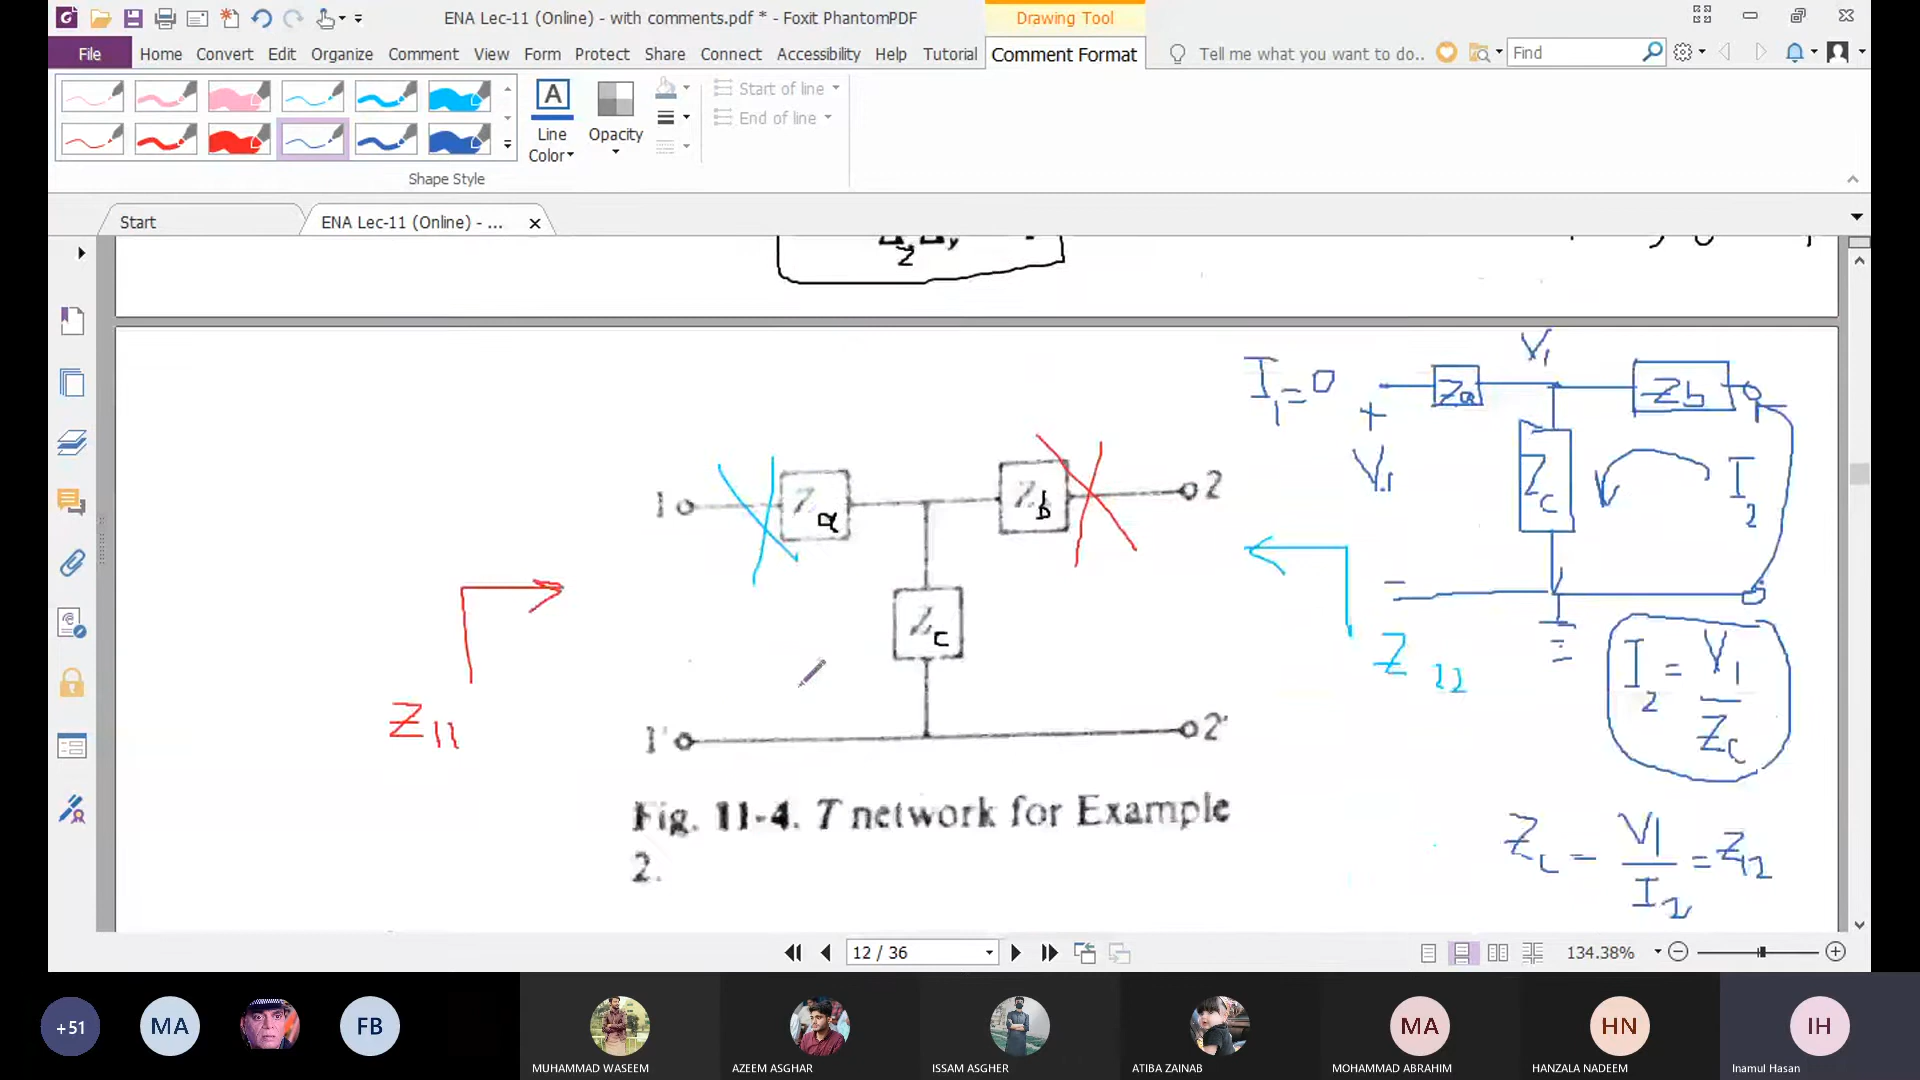 ENA Lec-11 (Online) - with comments.pdf * - Foxit PhantomPDF
Drawing Tool
File Home Convert Edit Organize Comment View Form Protect Share Connect Accessibility Help Tutorial Comment Format Tell me what you want to do.. Find
Line Color
Opacity
Start of line
End of line
Shape Style
Start
ENA Lec-11 (Online) - ...
V1
I1=0
Za
Zb
+
V1
Zc
I2
-
1
Za
Zb
2
Zc
Z11
Z22
I2 = V1/Zc
1'
2'
Fig. 11-4. T network for Example
2.
Zc = V1/I2 = Z12
12 / 36
134.38%
+51
MA
FB
MA
HN
IH
MUHAMMAD WASEEM
AZEEM ASGHAR
ISSAM ASGHER
ATIBA ZAINAB
MOHAMMAD ABRAHIM
HANZALA NADEEM
Inamul Hasan